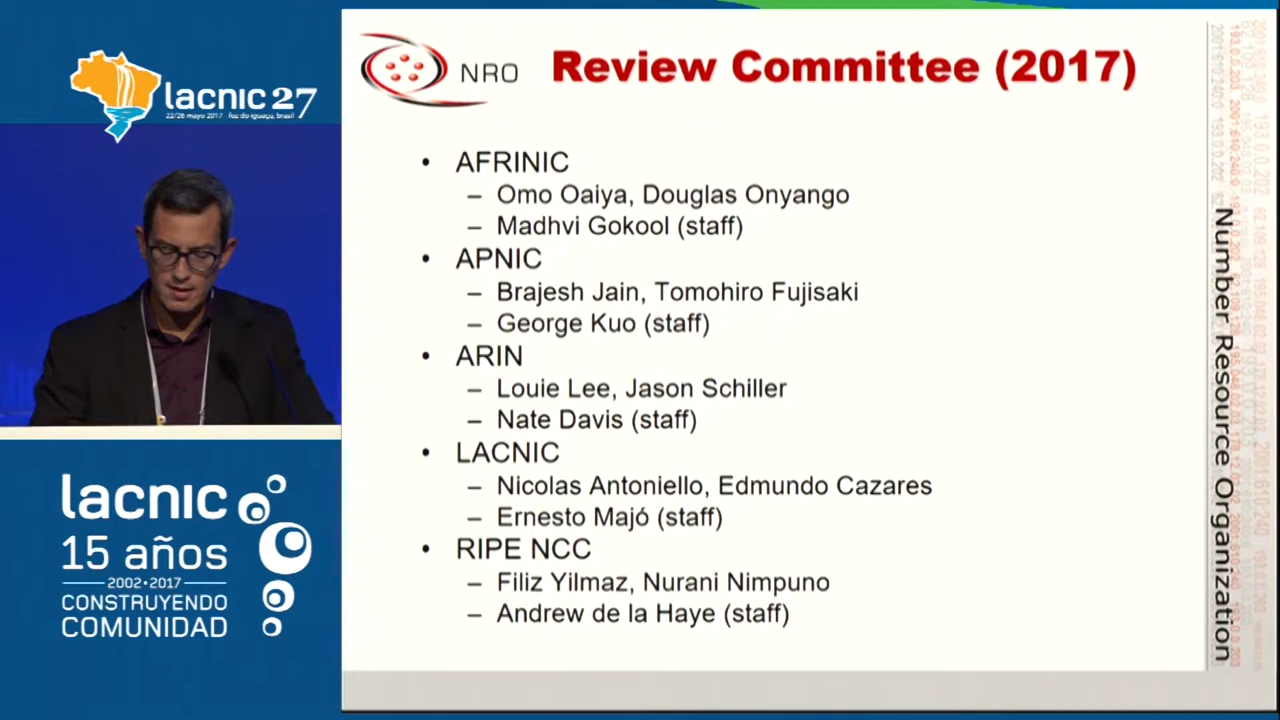 lacnic 27
22/26 mayo 2017 - foz do iguaçu, brasil
NRO
Review Committee (2017)
• AFRINIC
– Omo Oaiya, Douglas Onyango
– Madhvi Gokool (staff)
• APNIC
– Brajesh Jain, Tomohiro Fujisaki
– George Kuo (staff)
• ARIN
– Louie Lee, Jason Schiller
– Nate Davis (staff)
• LACNIC
– Nicolas Antoniello, Edmundo Cazares
– Ernesto Majó (staff)
• RIPE NCC
– Filiz Yilmaz, Nurani Nimpuno
– Andrew de la Haye (staff)
Number Resource Organization
lacnic
15 años
2002•2017
CONSTRUYENDO
COMUNIDAD